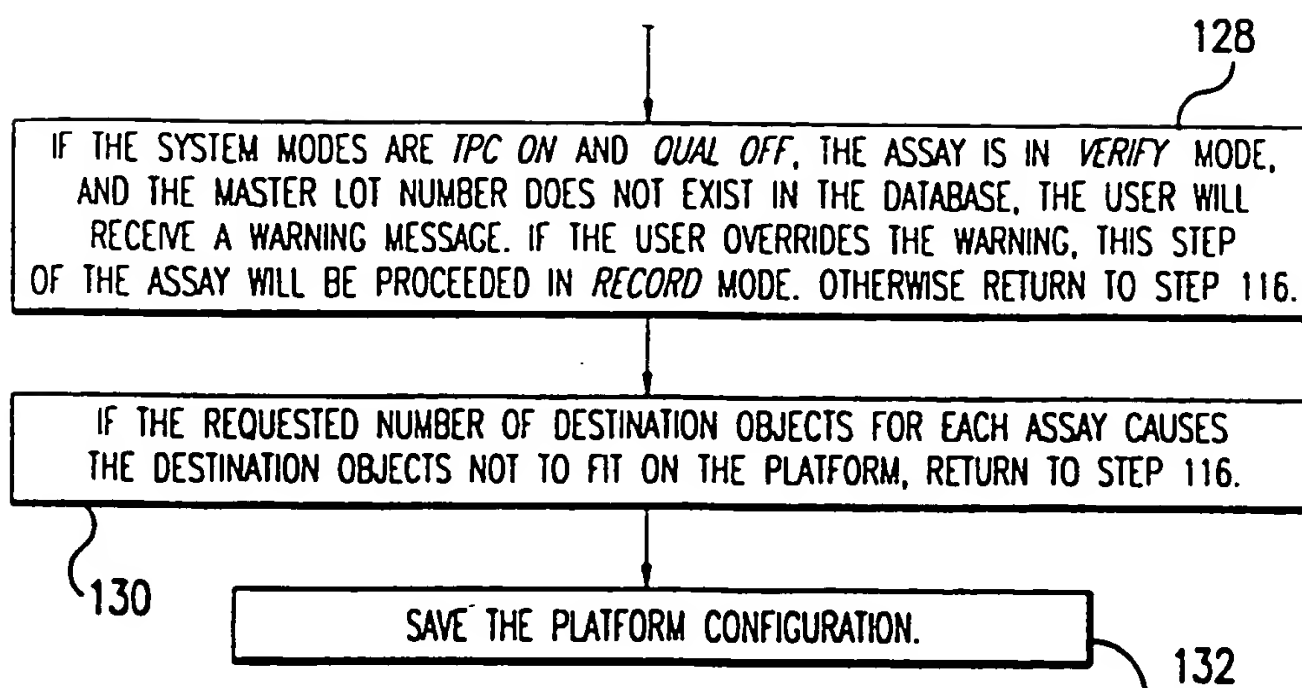 128
IF THE SYSTEM MODES ARE TPC ON AND QUAL OFF, THE ASSAY IS IN VERIFY MODE,
AND THE MASTER LOT NUMBER DOES NOT EXIST IN THE DATABASE, THE USER WILL
RECEIVE A WARNING MESSAGE. IF THE USER OVERRIDES THE WARNING, THIS STEP
OF THE ASSAY WILL BE PROCEEDED IN RECORD MODE. OTHERWISE RETURN TO STEP 116.
IF THE REQUESTED NUMBER OF DESTINATION OBJECTS FOR EACH ASSAY CAUSES
THE DESTINATION OBJECTS NOT TO FIT ON THE PLATFORM, RETURN TO STEP 116.
130
SAVE THE PLATFORM CONFIGURATION.
132